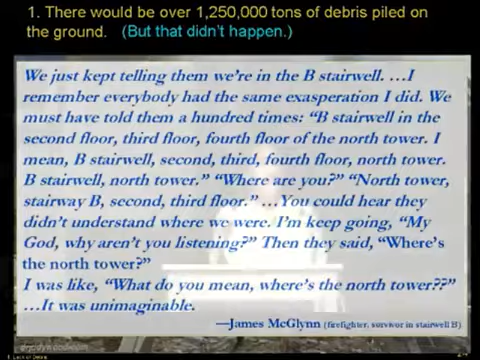 1. There would be over 1,250,000 tons of debris piled on
the ground. (But that didn't happen.)
We just kept telling them we're in the B stairwell. …I
remember everybody had the same exasperation I did. We
must have told them a hundred times: "B stairwell in the
second floor, third floor, fourth floor of the north tower. I
mean, B stairwell, second, third, fourth floor, north tower.
B stairwell, north tower." "Where are you?" "North tower,
stairway B, second, third floor." …You could hear they
didn't understand where we were. I'm keep going, "My
God, why aren't you listening?" Then they said, "Where's
the north tower?"
I was like, "What do you mean, where's the north tower??"
…It was unimaginable.
—James McGlynn (firefighter, survivor in stairwell B)
drjudywood.com